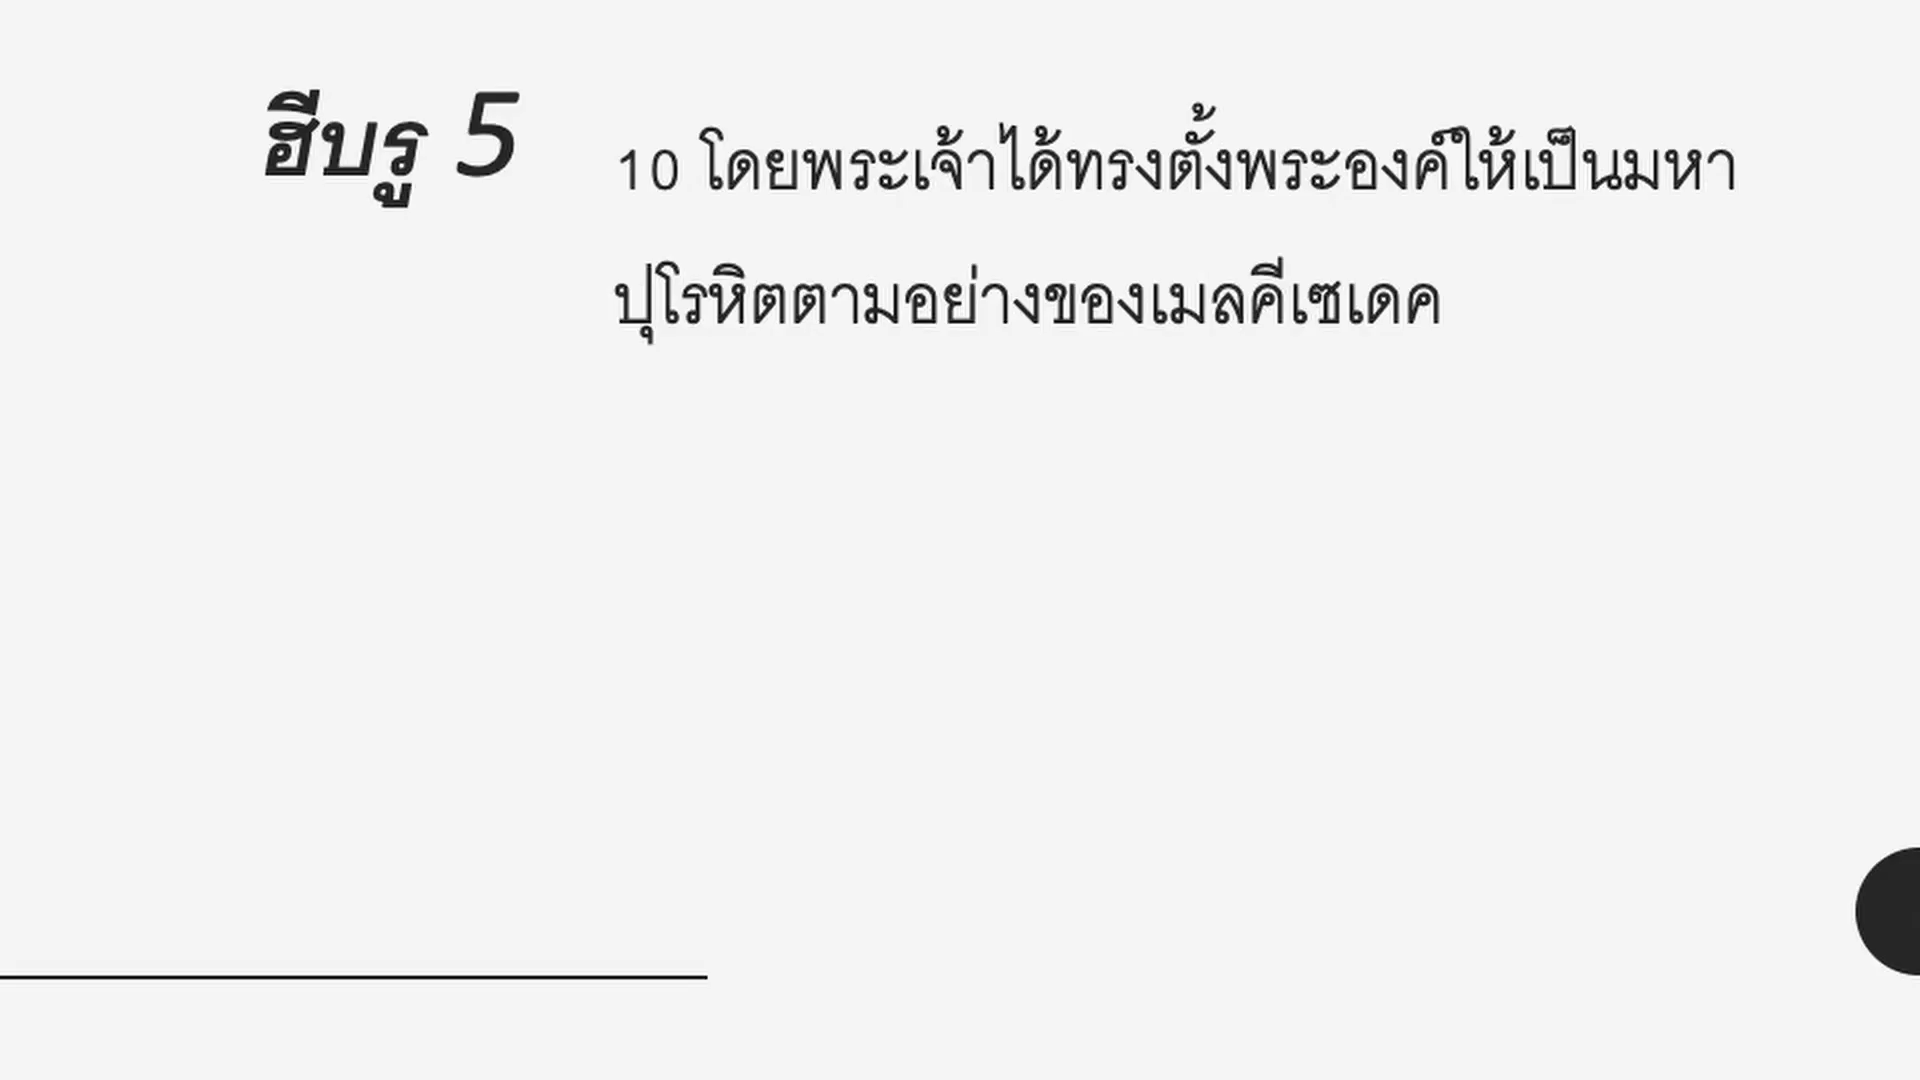 ฮีบรู 5
10 โดยพระเจ้าได้ทรงตั้งพระองค์ให้เป็นมหา
ปุโรหิตตามอย่างของเมลคีเซเดค